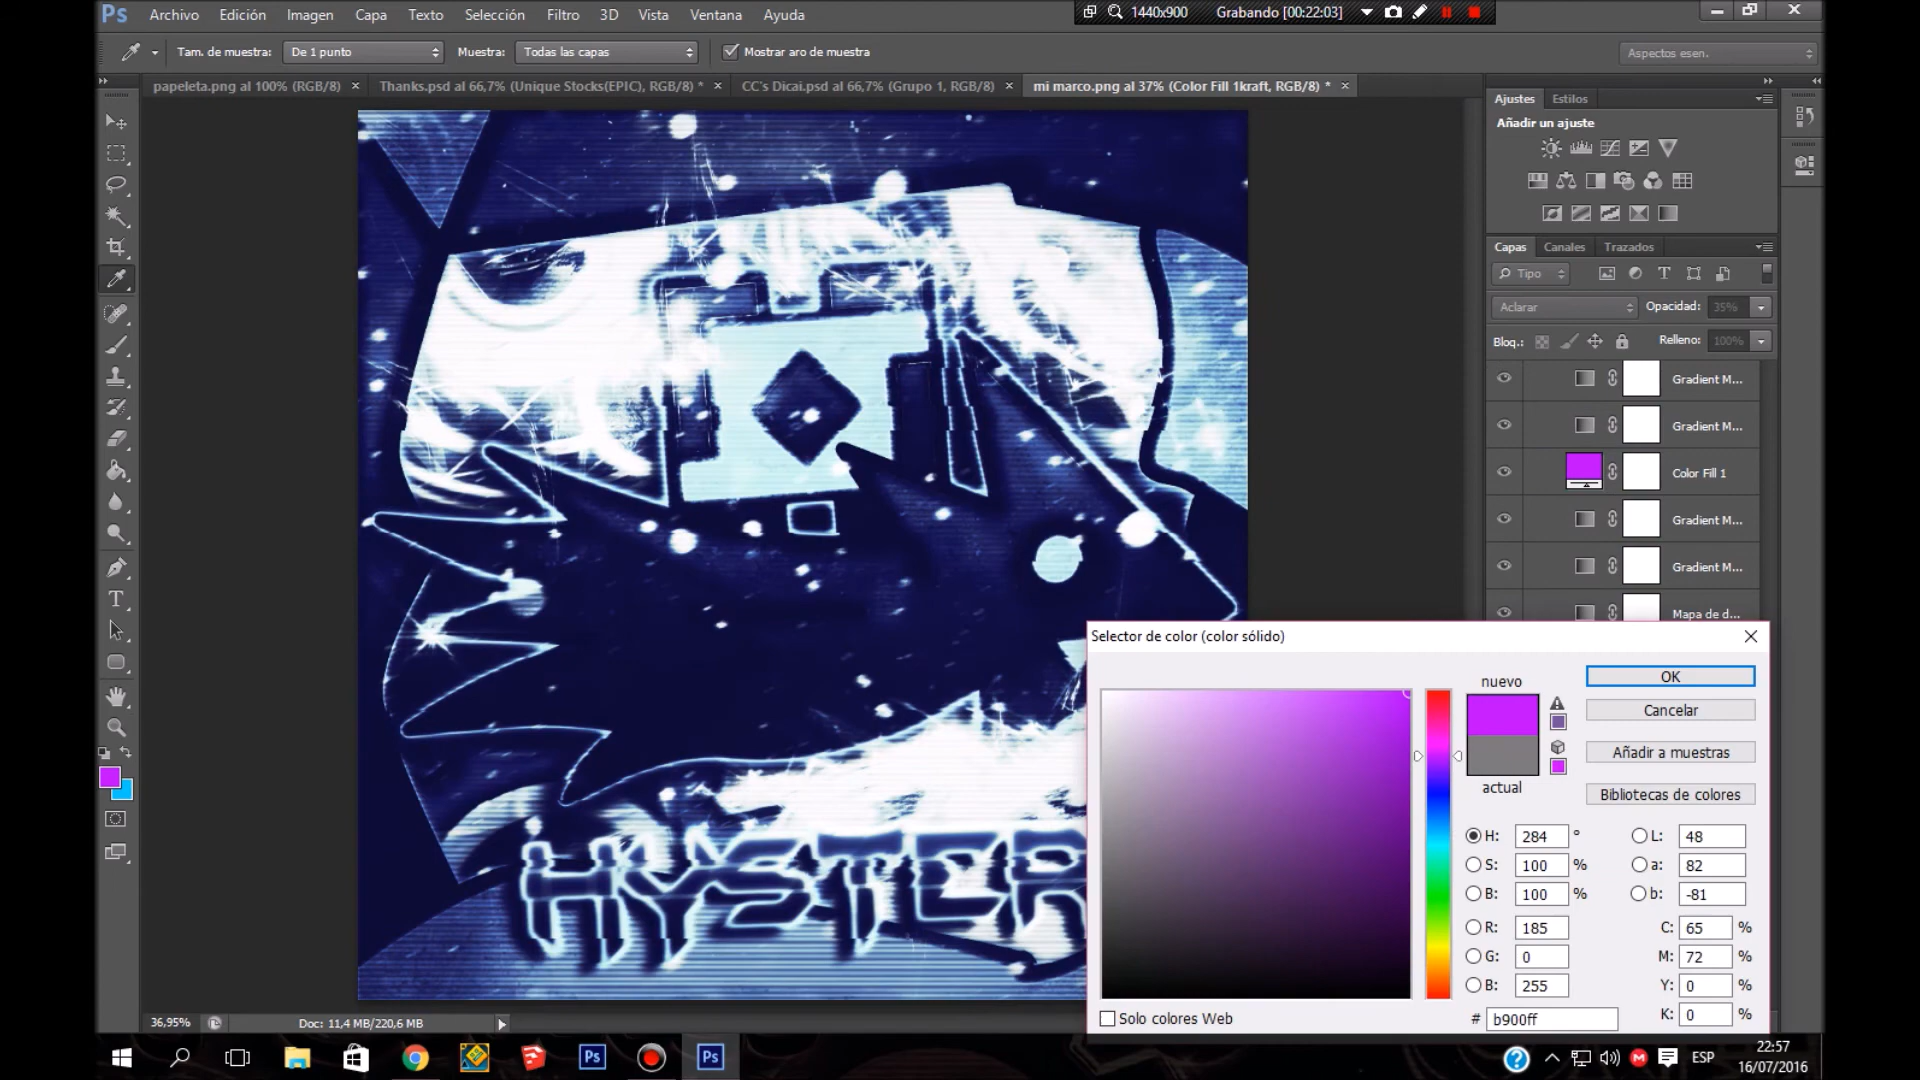 Ps Archivo Edición Imagen Capa Texto Selección Filtro 3D Vista Ventana Ayuda 1440x900 Grabando [00:22:03]
Tam. de muestra: De 1 punto Muestra: Todas las capas Mostrar aro de muestra Aspectos esen.
papeleta.png al 100% (RGB/8) × Thanks.psd al 66,7% (Unique Stocks(EPIC), RGB/8) * × CC's Dicai.psd al 66,7% (Grupo 1, RGB/8) × mi marco.png al 37% (Color Fill 1kraft, RGB/8) * ×
Ajustes Estilos
Añadir un ajuste
Capas Canales Trazados
Tipo
Aclarar Opacidad: 35%
Bloq.: Relleno: 100%
Gradient M...
Gradient M...
Color Fill 1
Gradient M...
Gradient M...
Mapa de d...
Selector de color (color sólido)
nuevo
OK
Cancelar
Añadir a muestras
actual
Bibliotecas de colores
H: 284 ° L: 48
S: 100 % a: 82
B: 100 % b: -81
R: 185 C: 65 %
G: 0 M: 72 %
B: 255 Y: 0 %
Solo colores Web # b900ff K: 0 %
HYSTER
36,95% Doc: 11,4 MB/220,6 MB
Ps Ps ESP 22:57
16/07/2016